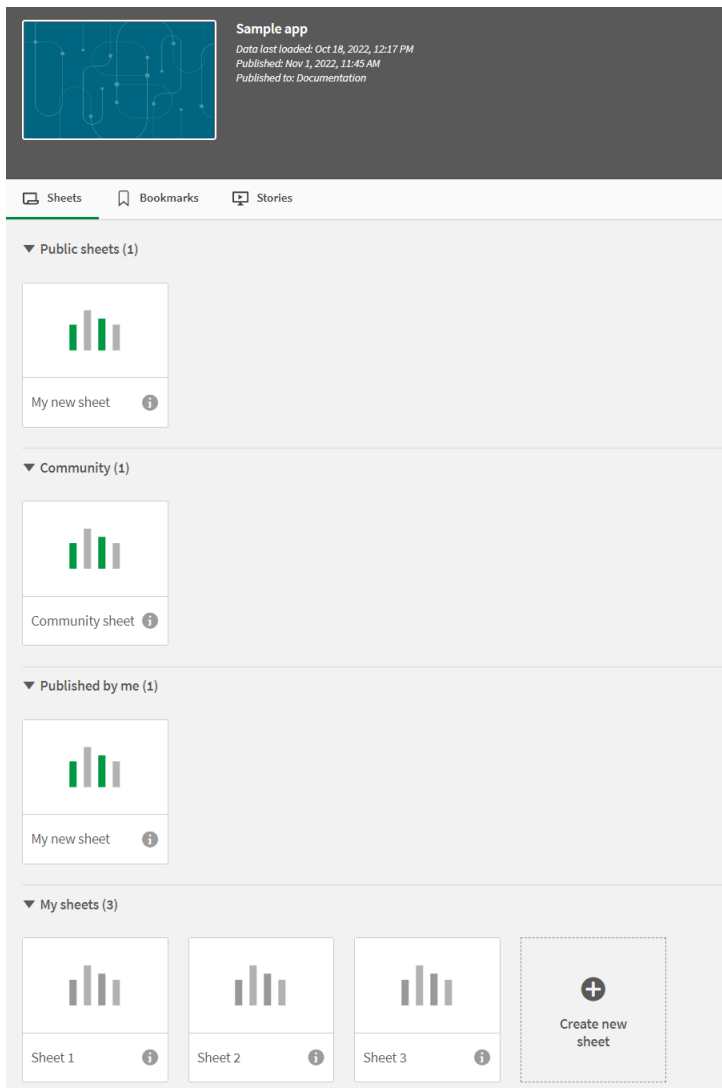 Sample app
Data last loaded: Oct 18, 2022, 12:17 PM
Published: Nov 1, 2022, 11:45 AM
Published to: Documentation
Sheets
Bookmarks
Stories
Public sheets (1)
My new sheet
Community (1)
Community sheet
Published by me (1)
My new sheet
My sheets (3)
Sheet 1
Sheet 2
Sheet 3
Create new
sheet